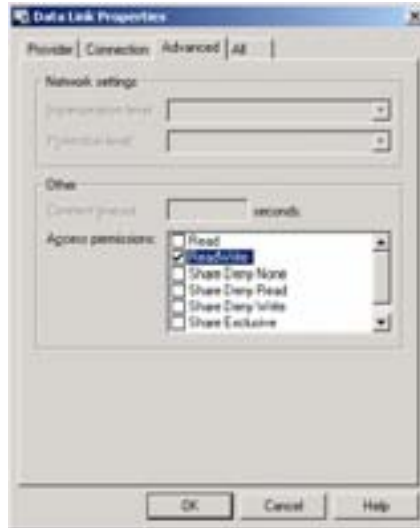 Data Link Properties
Provider Connection Advanced All
Network settings
Impersonation level:
Protection level:
Other
Connect timeout: seconds.
Access permissions:
Read
ReadWrite
Share Deny None
Share Deny Read
Share Deny Write
Share Exclusive
OK Cancel Help